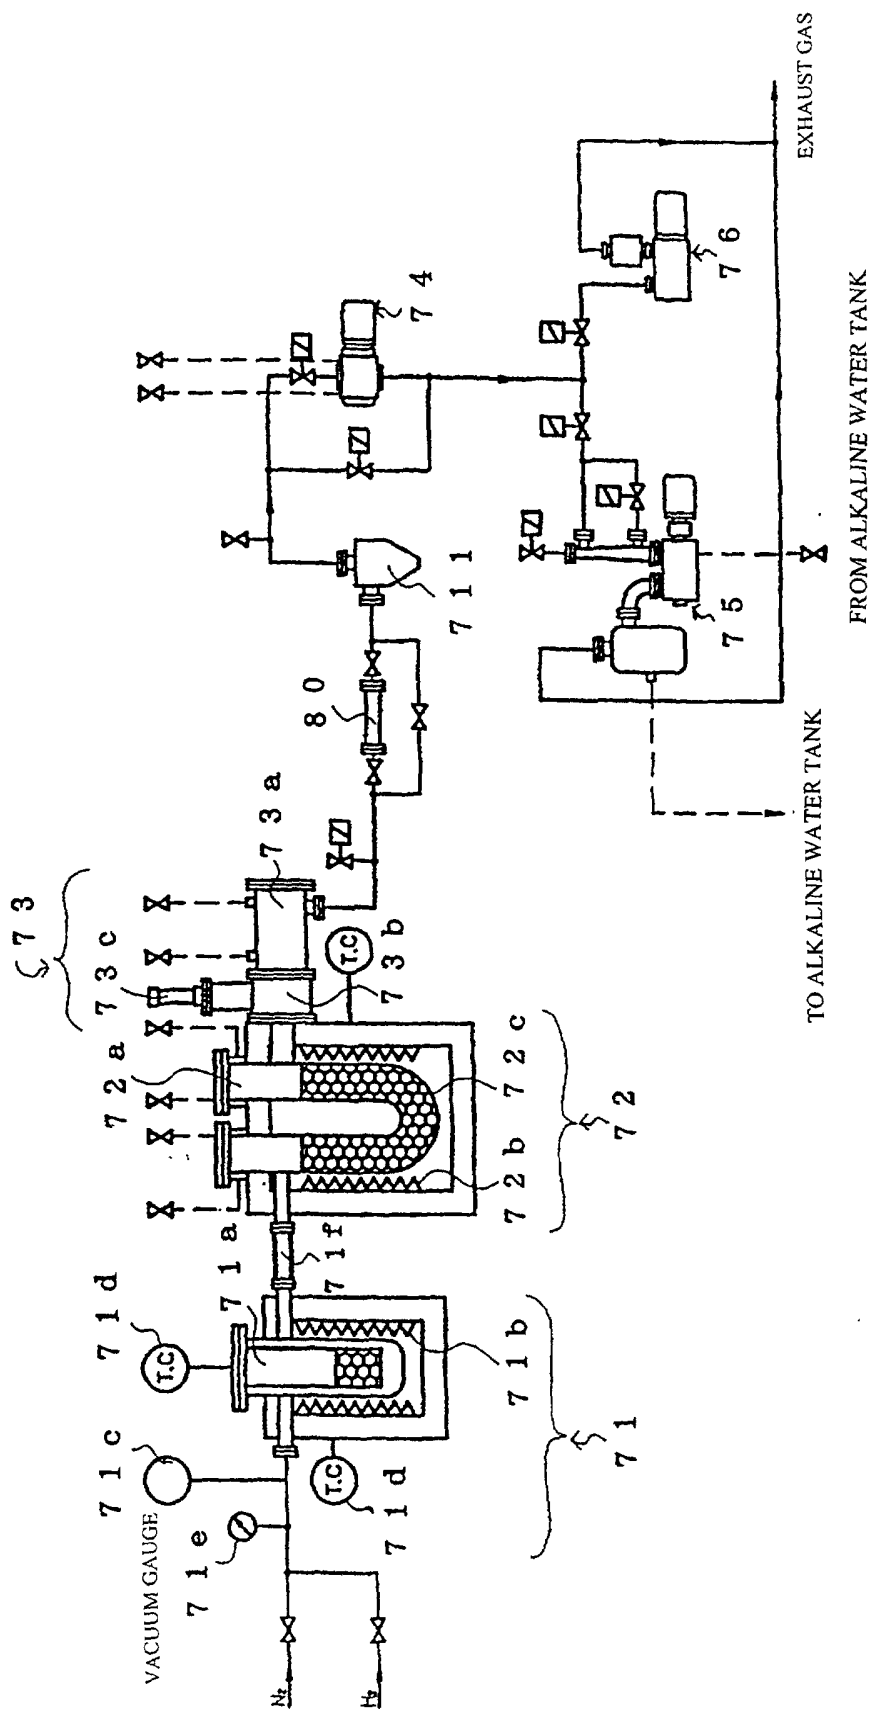 EXHAUST GAS
FROM ALKALINE WATER TANK
TO ALKALINE WATER TANK
VACUUM GAUGE
N₂
H₂
71c
71d
T.C
71e
71d
T.C
71a
71f
71b
71
72a
72b
72c
72
73
73c
73a
73b
T.C
80
711
74
75
76